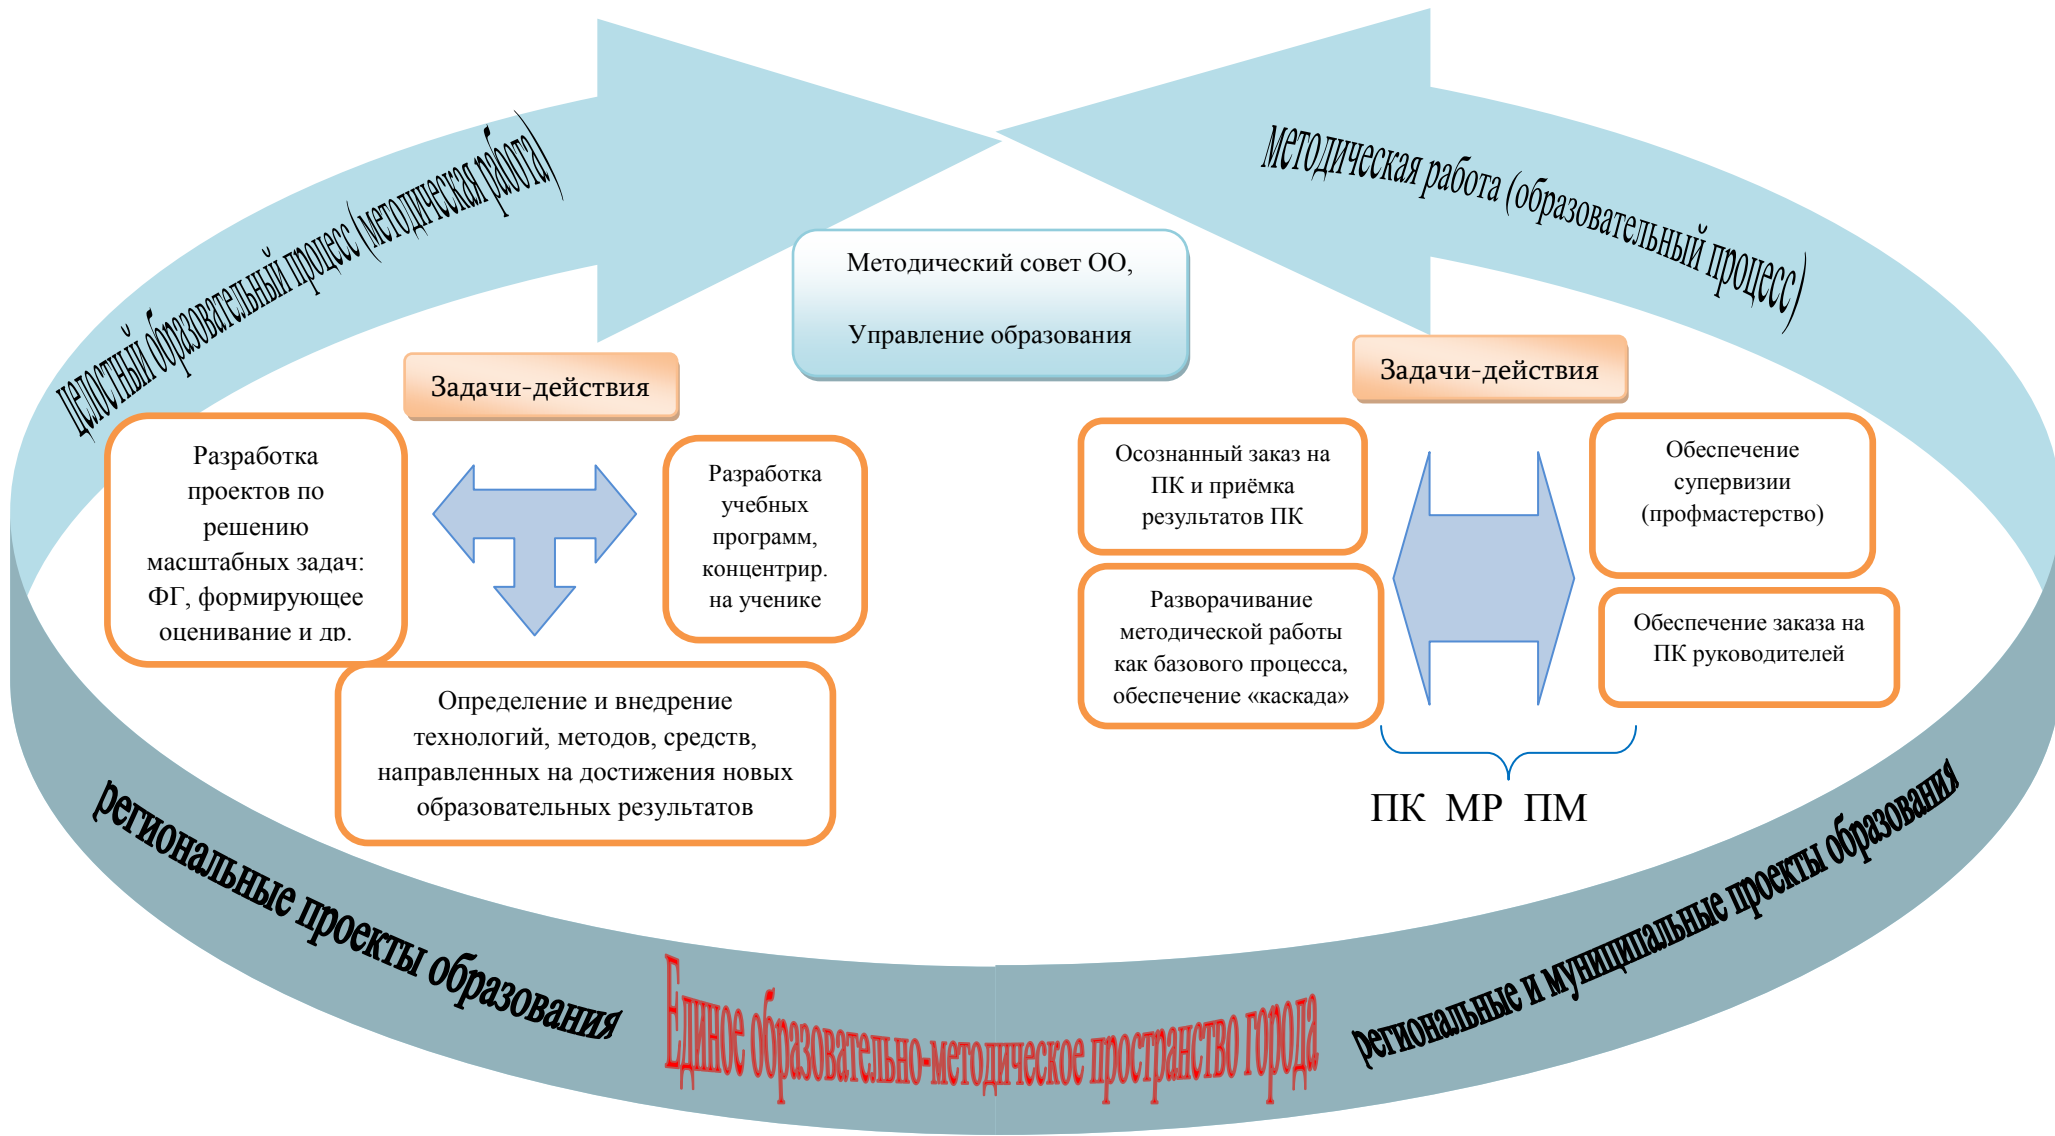 целостный образовательный процесс (методическая работа)
методическая работа (образовательный процесс)
Методический совет ОО,
Управление образования
Задачи-действия
Разработка
проектов по
решению
масштабных задач:
ФГ, формирующее
оценивание и др.
Разработка
учебных
программ,
концентрир.
на ученике
Определение и внедрение
технологий, методов, средств,
направленных на достижения новых
образовательных результатов
Задачи-действия
Осознанный заказ на
ПК и приёмка
результатов ПК
Разворачивание
методической работы
как базового процесса,
обеспечение «каскада»
Обеспечение
супервизии
(профмастерство)
Обеспечение заказа на
ПК руководителей
ПК МР ПМ
региональные проекты образования
Единое образовательно-методическое пространство города
региональные и муниципальные проекты образования